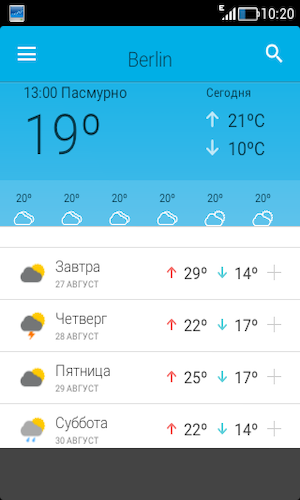 E 10:20
Berlin
13:00 Пасмурно Сегодня
19º 21ºC
10ºC
20º 20º 20º 20º 20º 20º
Завтра 29º 14º
27 АВГУСТ
Четверг 22º 17º
28 АВГУСТ
Пятница 25º 17º
29 АВГУСТ
Суббота 22º 14º
30 АВГУСТ